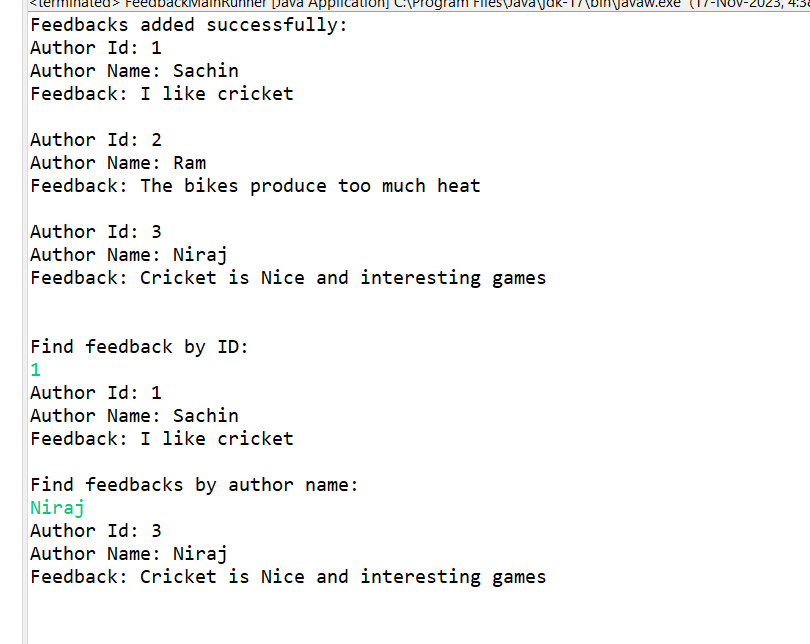 <terminated> FeedbackMainRunner [Java Application] C:\Program Files\Java\jdk-17\bin\javaw.exe (17-Nov-2023, 4:38
Feedbacks added successfully:
Author Id: 1
Author Name: Sachin
Feedback: I like cricket
Author Id: 2
Author Name: Ram
Feedback: The bikes produce too much heat
Author Id: 3
Author Name: Niraj
Feedback: Cricket is Nice and interesting games
Find feedback by ID:
1
Author Id: 1
Author Name: Sachin
Feedback: I like cricket
Find feedbacks by author name:
Niraj
Author Id: 3
Author Name: Niraj
Feedback: Cricket is Nice and interesting games